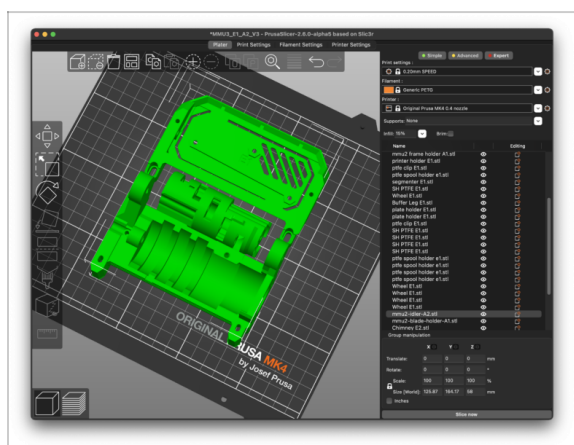 *MMU3_E1_A2_V3 - PrusaSlicer-2.6.0-alpha5 based on Slic3r
Plater Print Settings Filament Settings Printer Settings
Simple Advanced Expert
Print settings :
0.20mm SPEED
Filament :
Generic PETG
Printer :
Original Prusa MK4 0.4 nozzle
Supports: None
Infill: 15% Brim:
Name Editing
mmu2 frame holder A1.stl
printer holder E1.stl
ptfe clip E1.stl
ptfe spool holder e1.stl
segmenter E1.stl
SH PTFE E1.stl
Wheel E1.stl
Buffer Leg E1.stl
plate holder E1.stl
plate holder E1.stl
ptfe clip E1.stl
SH PTFE E1.stl
SH PTFE E1.stl
SH PTFE E1.stl
SH PTFE E1.stl
ptfe spool holder e1.stl
ptfe spool holder e1.stl
ptfe spool holder e1.stl
ptfe spool holder e1.stl
Wheel E1.stl
Wheel E1.stl
Wheel E1.stl
Wheel E1.stl
mmu2-idler-A2.stl
mmu2-blade-holder-A1.stl
Chimney E2.stl
Group manipulation
X Y Z
Translate: 0 0 0 mm
Rotate: 0 0 0 °
Scale: 100 100 100 %
Size [World]: 125.67 164.17 58 mm
Inches
Slice now
ORIGINAL PRUSA MK4
by Josef Prusa